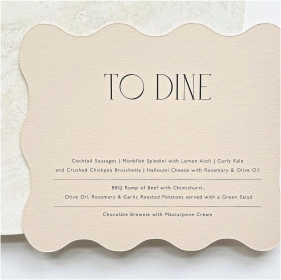 TO DINE
Cocktail Sausages | Monkfish Spiedini with Lemon Aioli | Curly Kale
and Crushed Chickpea Bruschetta | Halloumi Cheese with Rosemary & Olive Oil
BBQ Rump of Beef with Chimichurri,
Olive Oil, Rosemary & Garlic Roasted Potatoes served with a Green Salad
Chocolate Brownie with Mascarpone Cream